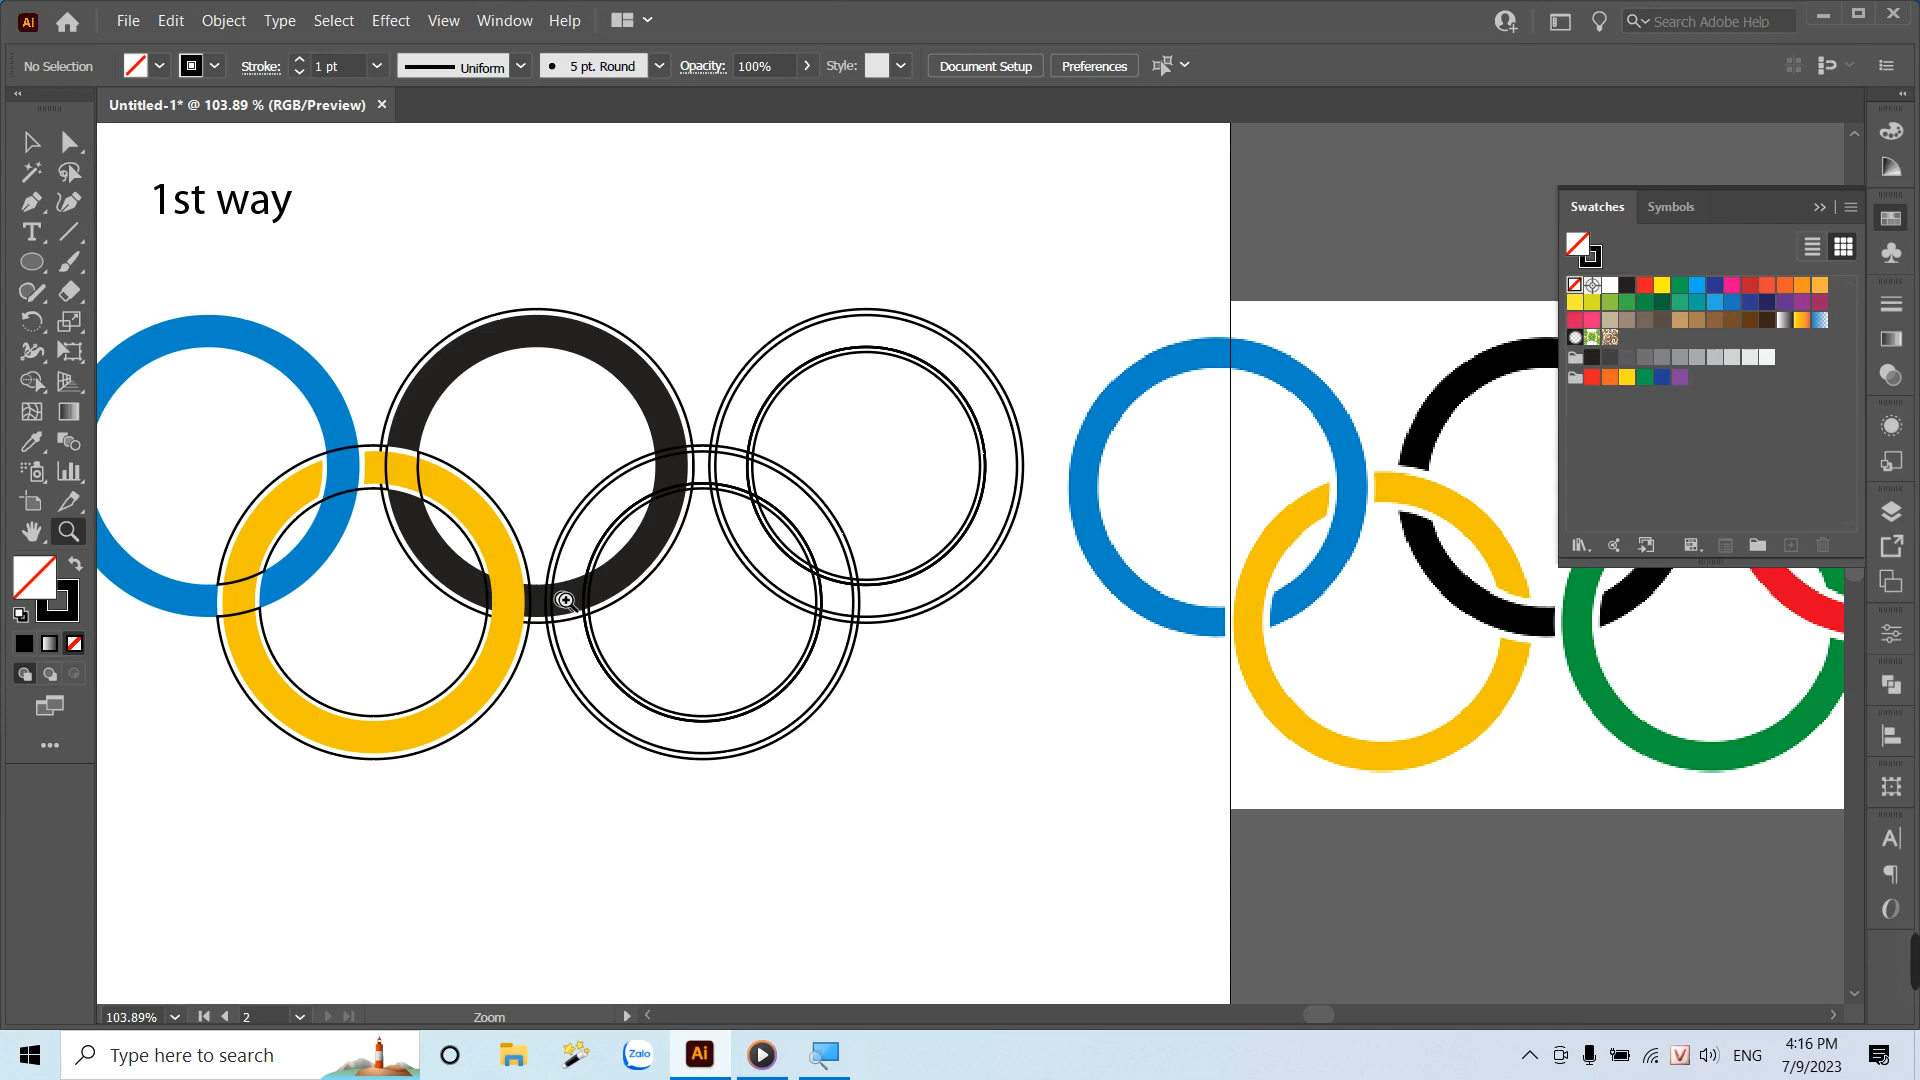 Ai File Edit Object Type Select Effect View Window Help Search Adobe Help
No Selection Stroke: 1 pt Uniform 5 pt. Round Opacity: 100% Style: Document Setup Preferences
Untitled-1* @ 103.89 % (RGB/Preview)
1st way
Swatches Symbols
103.89% 2 Zoom
Type here to search Zalo Ai ENG 4:16 PM
7/9/2023